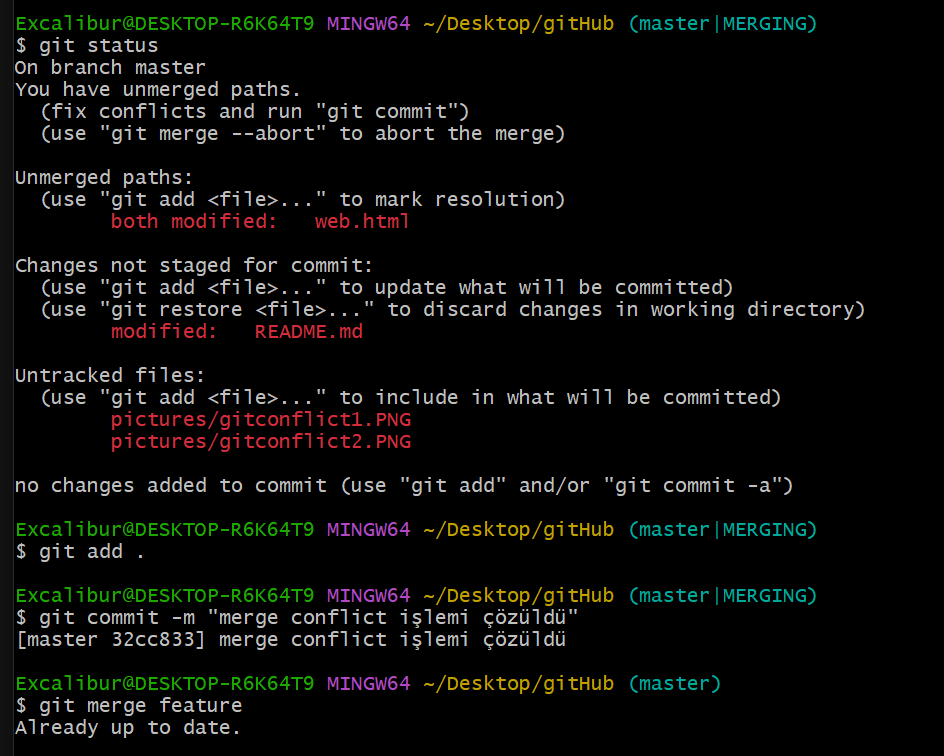 Excalibur@DESKTOP-R6K64T9 MINGW64 ~/Desktop/gitHub (master|MERGING)
$ git status
On branch master
You have unmerged paths.
  (fix conflicts and run "git commit")
  (use "git merge --abort" to abort the merge)

Unmerged paths:
  (use "git add <file>..." to mark resolution)
        both modified:   web.html

Changes not staged for commit:
  (use "git add <file>..." to update what will be committed)
  (use "git restore <file>..." to discard changes in working directory)
        modified:   README.md

Untracked files:
  (use "git add <file>..." to include in what will be committed)
        pictures/gitconflict1.PNG
        pictures/gitconflict2.PNG

no changes added to commit (use "git add" and/or "git commit -a")

Excalibur@DESKTOP-R6K64T9 MINGW64 ~/Desktop/gitHub (master|MERGING)
$ git add .

Excalibur@DESKTOP-R6K64T9 MINGW64 ~/Desktop/gitHub (master|MERGING)
$ git commit -m "merge conflict işlemi çözüldü"
[master 32cc833] merge conflict işlemi çözüldü

Excalibur@DESKTOP-R6K64T9 MINGW64 ~/Desktop/gitHub (master)
$ git merge feature
Already up to date.